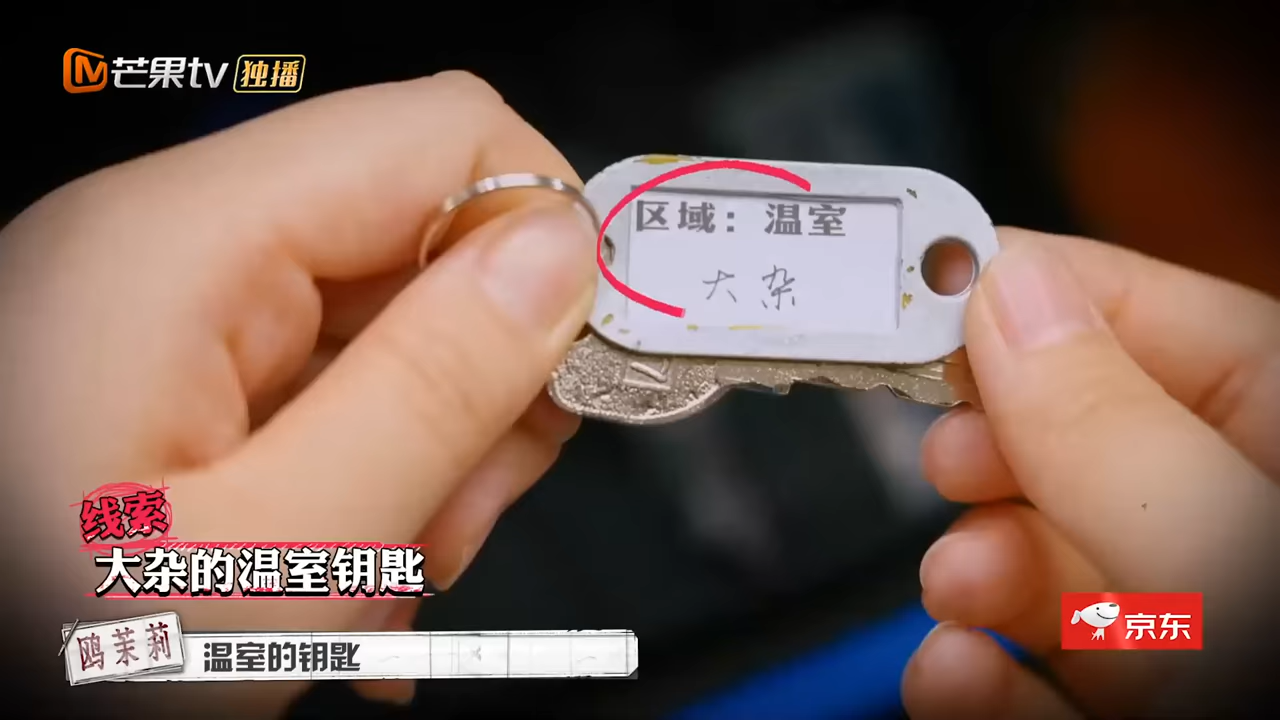 芒果tv 独播
区域：温室
大杂
线索
大杂的温室钥匙
鸥茉莉
温室的钥匙
京东